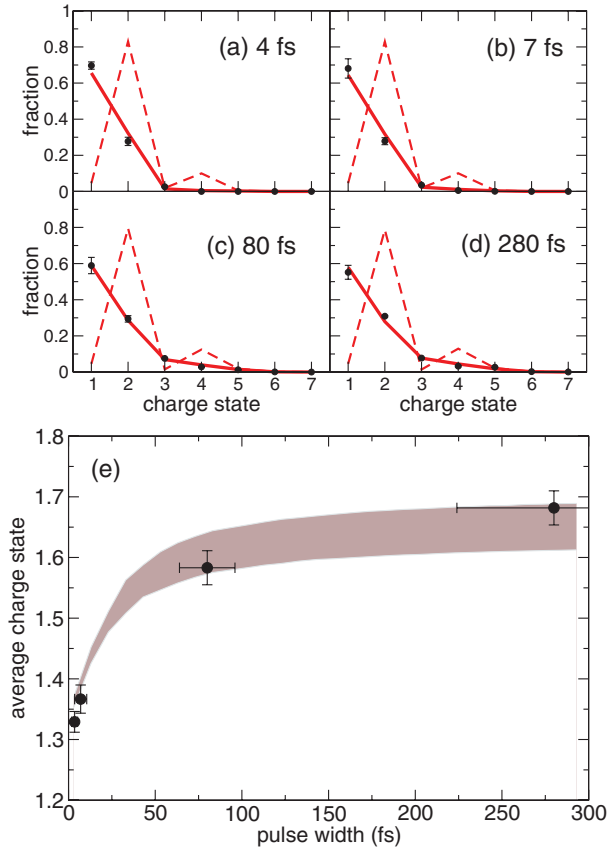 (a) 4 fs
(b) 7 fs
fraction
0.8
0.6
0.4
0.2
0
(c) 80 fs
(d) 280 fs
fraction
0.8
0.6
0.4
0.2
0
1 2 3 4 5 6 7
1 2 3 4 5 6 7
charge state
charge state
(e)
average charge state
1.8
1.7
1.6
1.5
1.4
1.3
1.2
0 50 100 150 200 250 300
pulse width (fs)